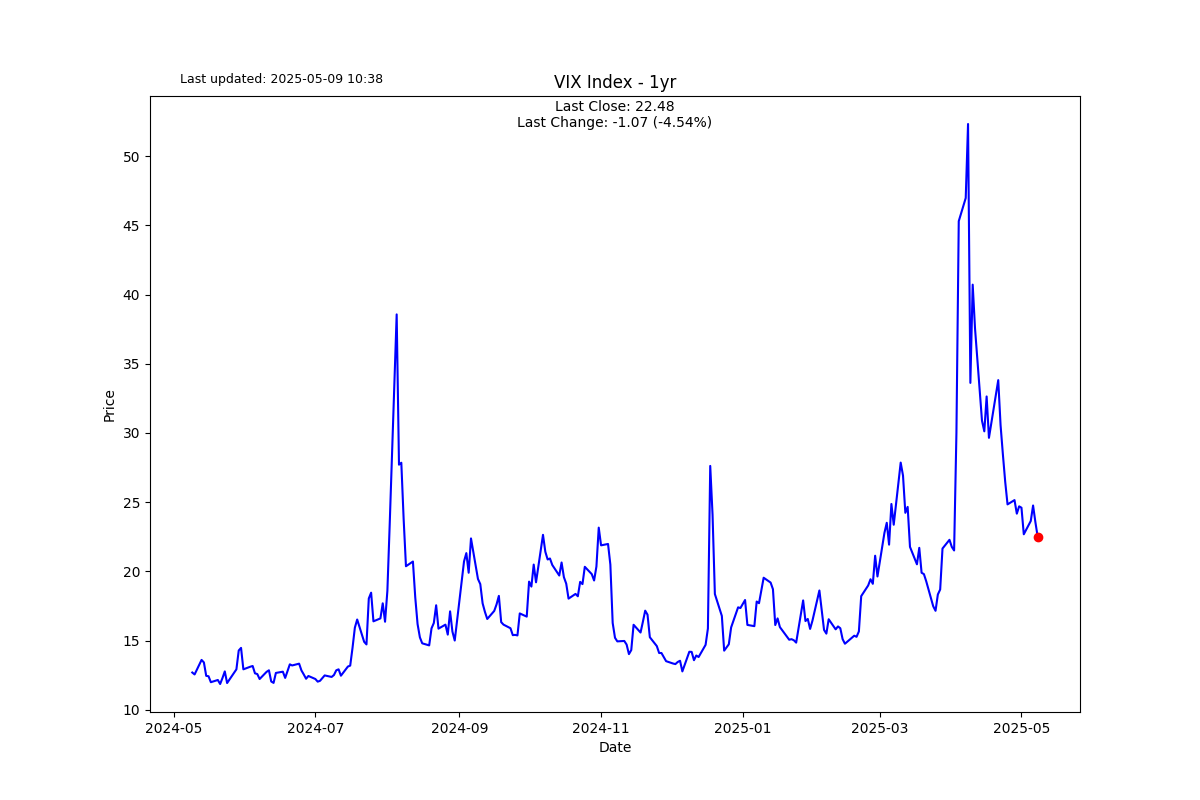 Last updated: 2025-05-09 10:38
VIX Index - 1yr
Last Close: 22.48
Last Change: -1.07 (-4.54%)
50
45
40
35
30
25
20
15
10
Price
2024-05
2024-07
2024-09
2024-11
2025-01
2025-03
2025-05
Date